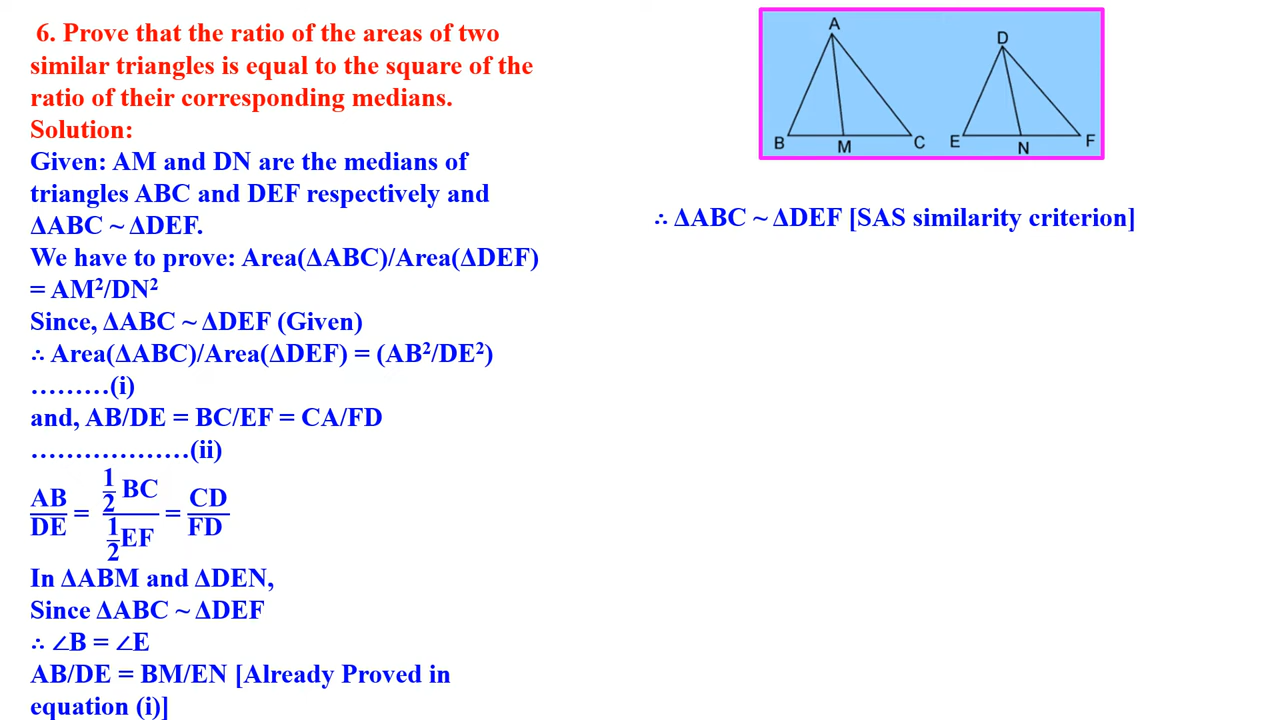 6. Prove that the ratio of the areas of two
similar triangles is equal to the square of the
ratio of their corresponding medians.
Solution:
Given: AM and DN are the medians of
triangles ABC and DEF respectively and
ΔABC ~ ΔDEF.
We have to prove: Area(ΔABC)/Area(ΔDEF)
= AM²/DN²
Since, ΔABC ~ ΔDEF (Given)
∴ Area(ΔABC)/Area(ΔDEF) = (AB²/DE²)
………(i)
and, AB/DE = BC/EF = CA/FD
………………(ii)
AB/DE = ½ BC/½EF = CD/FD
In ΔABM and ΔDEN,
Since ΔABC ~ ΔDEF
∴ ∠B = ∠E
AB/DE = BM/EN [Already Proved in
equation (i)]
A
D
B M C E N F
∴ ΔABC ~ ΔDEF [SAS similarity criterion]